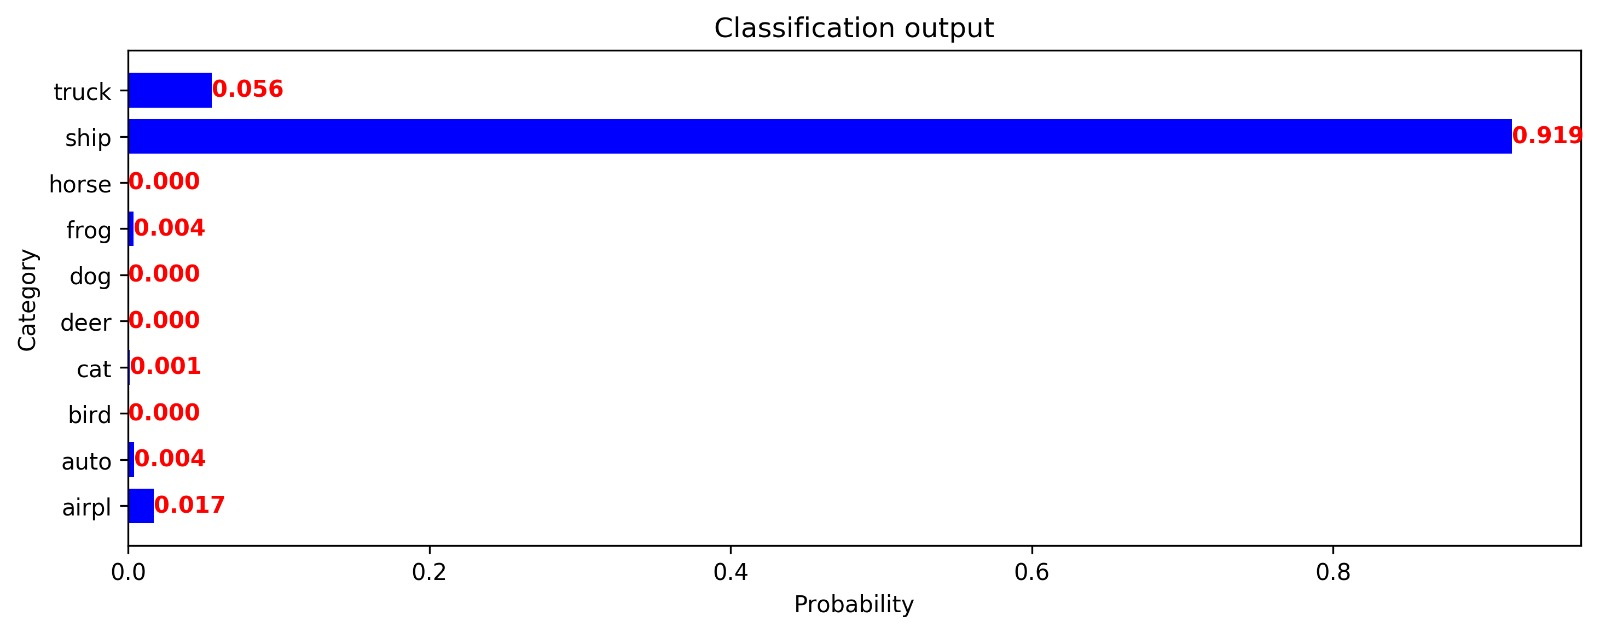 Classification output
truck 0.056
ship 0.919
horse 0.000
frog 0.004
dog 0.000
deer 0.000
cat 0.001
bird 0.000
auto 0.004
airpl 0.017
Category
0.0 0.2 0.4 0.6 0.8
Probability